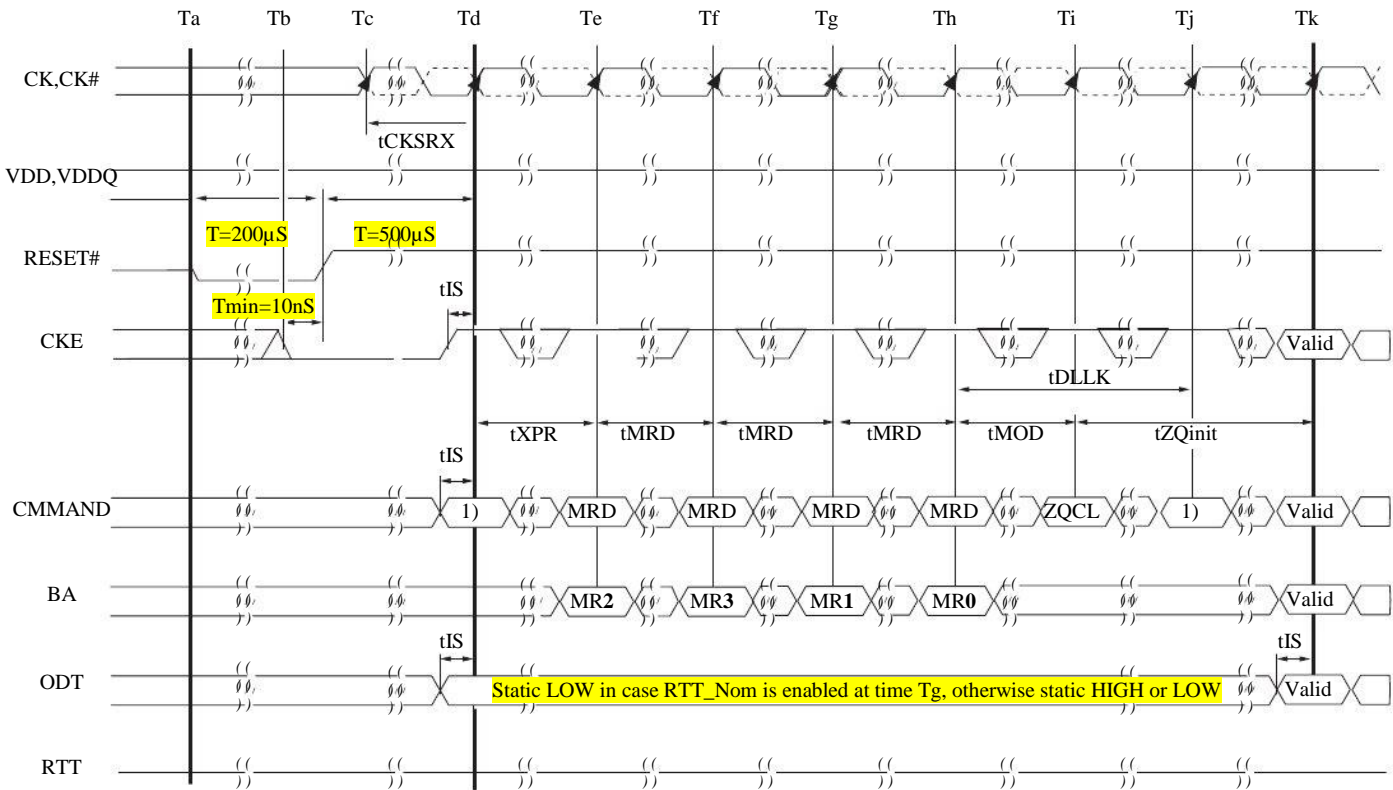 Ta Tb Tc Td Te Tf Tg Th Ti Tj Tk
CK,CK#
tCKSRX
VDD,VDDQ
T=200µS T=500µS
RESET#
Tmin=10nS tIS
CKE Valid
tDLLK
tXPR tMRD tMRD tMRD tMOD tZQinit
tIS
CMMAND 1) MRD MRD MRD MRD ZQCL 1) Valid
BA MR2 MR3 MR1 MR0 Valid
tIS tIS
ODT Static LOW in case RTT_Nom is enabled at time Tg, otherwise static HIGH or LOW Valid
RTT